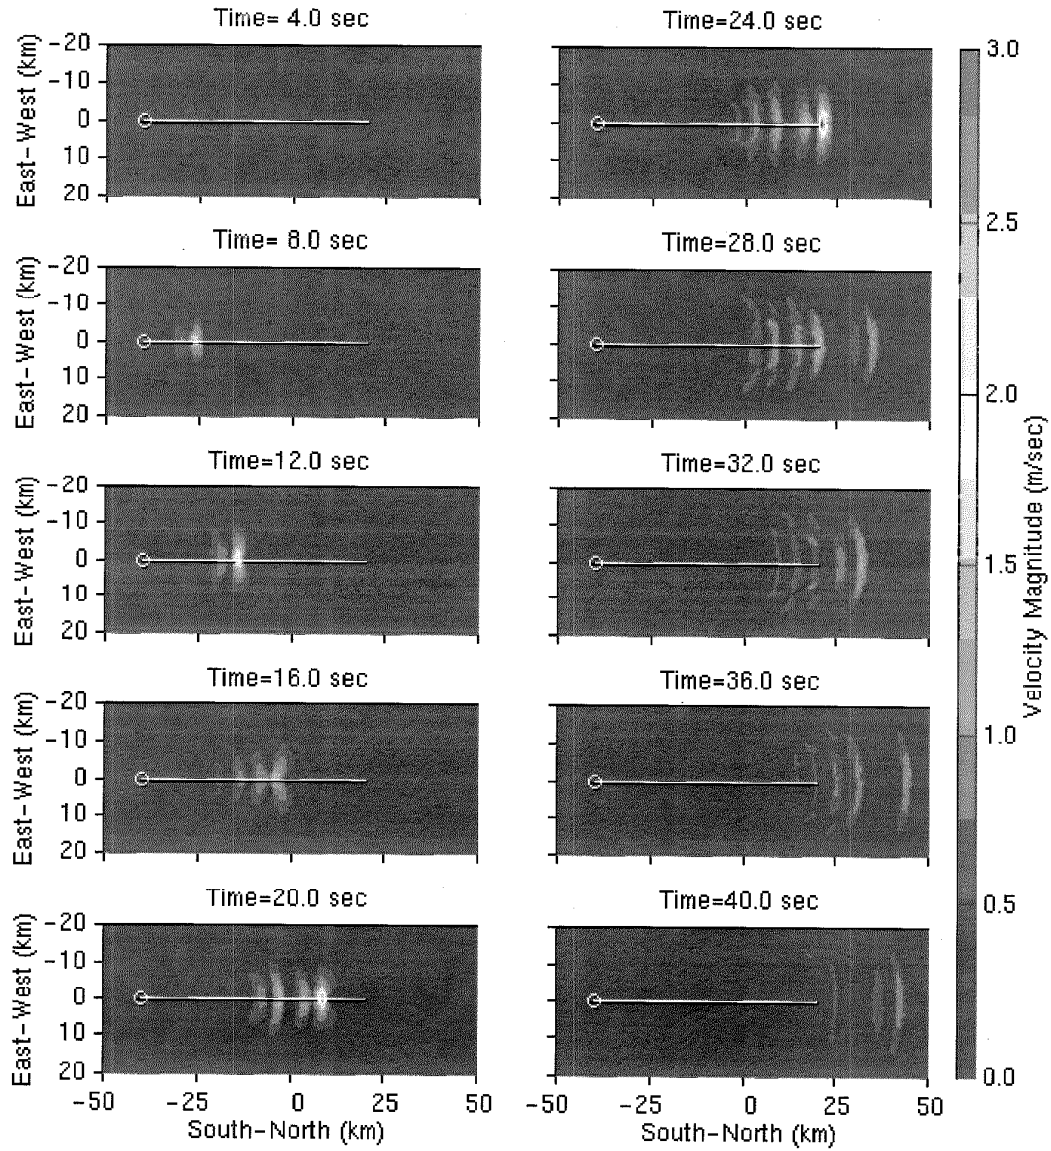 Time= 4.0 sec
-20
-10
0
10
20
East-West (km)
Time= 8.0 sec
-20
-10
0
10
20
East-West (km)
Time=12.0 sec
-20
-10
0
10
20
East-West (km)
Time=16.0 sec
-20
-10
0
10
20
East-West (km)
Time=20.0 sec
-20
-10
0
10
20
East-West (km)
-50
-25
0
25
50
South-North (km)
Time=24.0 sec
Time=28.0 sec
Time=32.0 sec
Time=36.0 sec
Time=40.0 sec
-50
-25
0
25
50
South-North (km)
3.0
2.5
2.0
1.5
1.0
0.5
0.0
Velocity Magnitude (m/sec)